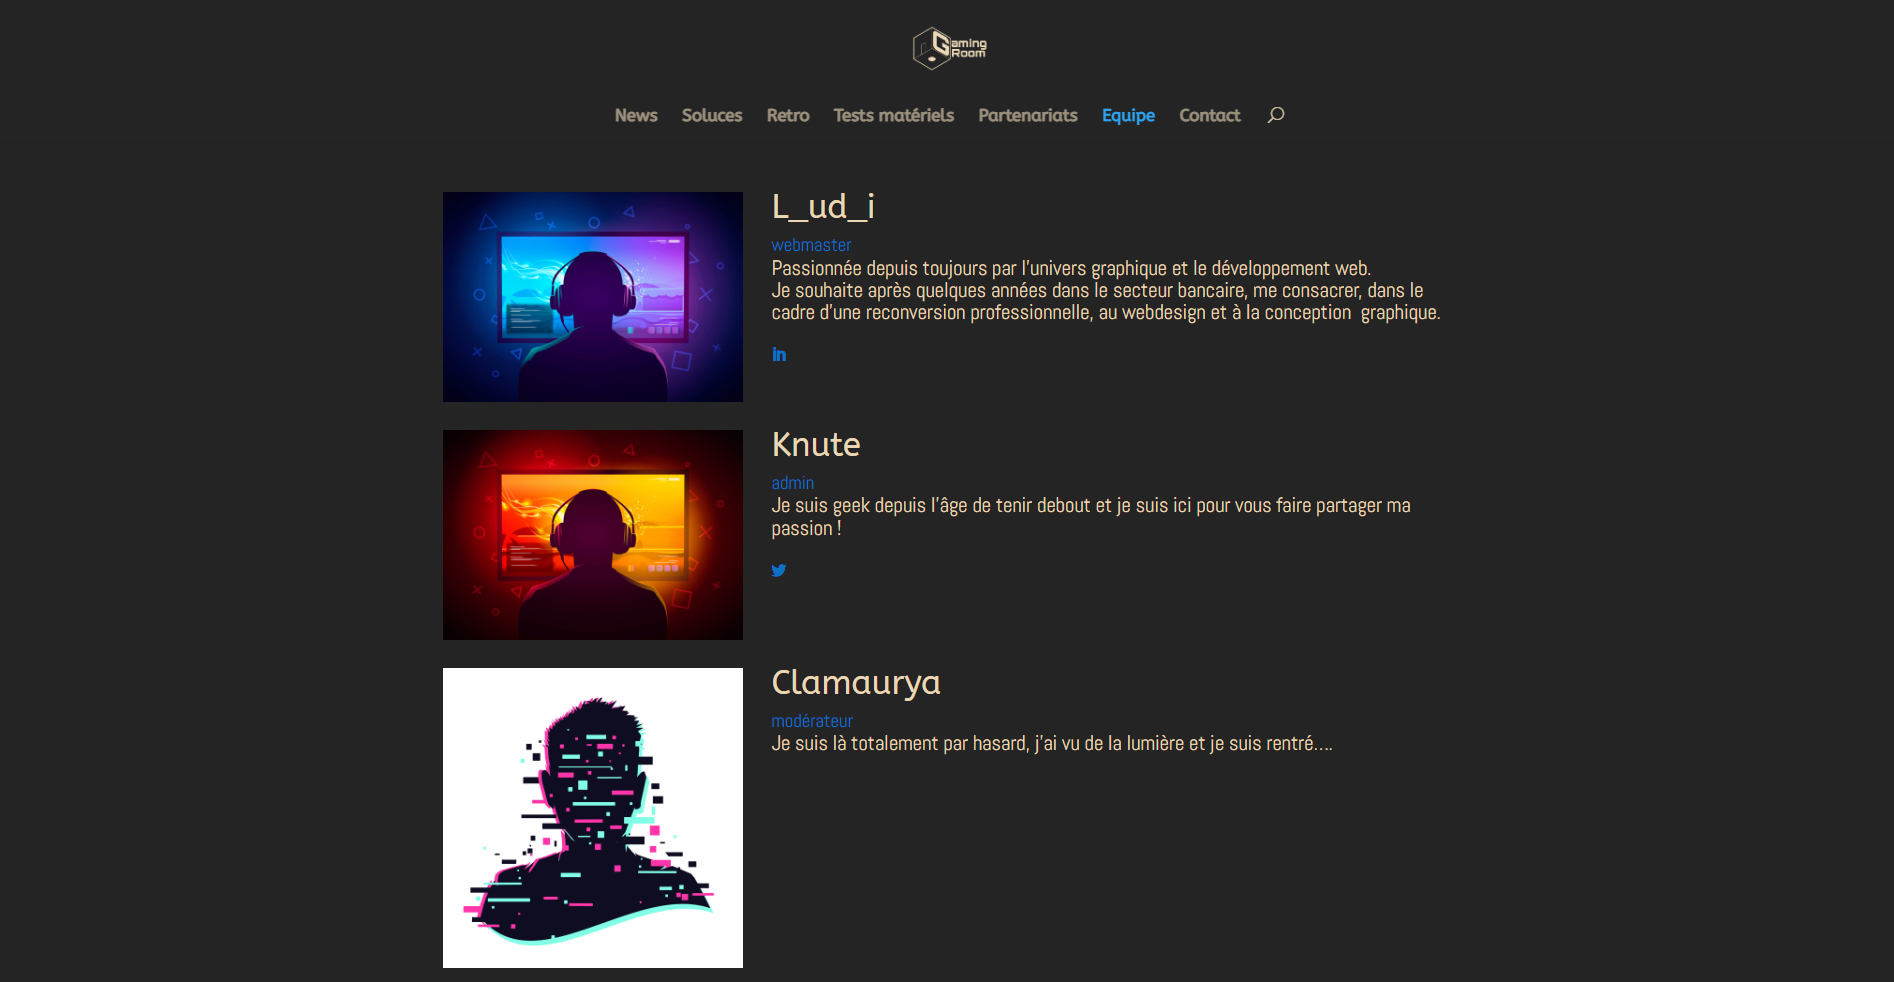 Gaming
Room
News Soluces Retro Tests matériels Partenariats Equipe Contact
L_ud_i
webmaster
Passionnée depuis toujours par l'univers graphique et le développement web.
Je souhaite après quelques années dans le secteur bancaire, me consacrer, dans le
cadre d'une reconversion professionnelle, au webdesign et à la conception  graphique.
Knute
admin
Je suis geek depuis l'âge de tenir debout et je suis ici pour vous faire partager ma
passion !
Clamaurya
modérateur
Je suis là totalement par hasard, j'ai vu de la lumière et je suis rentré....